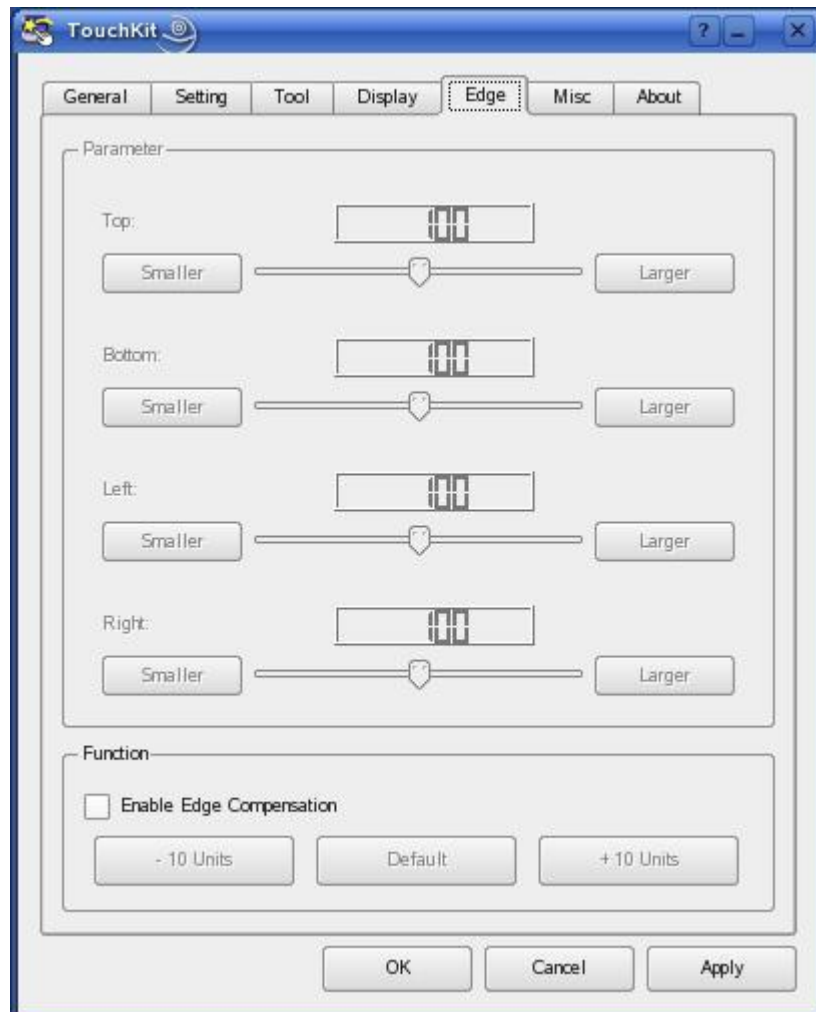 TouchKit
General Setting Tool Display Edge Misc About
Parameter
Top: 100
Smaller Larger
Bottom: 100
Smaller Larger
Left: 100
Smaller Larger
Right: 100
Smaller Larger
Function
Enable Edge Compensation
- 10 Units Default + 10 Units
OK Cancel Apply